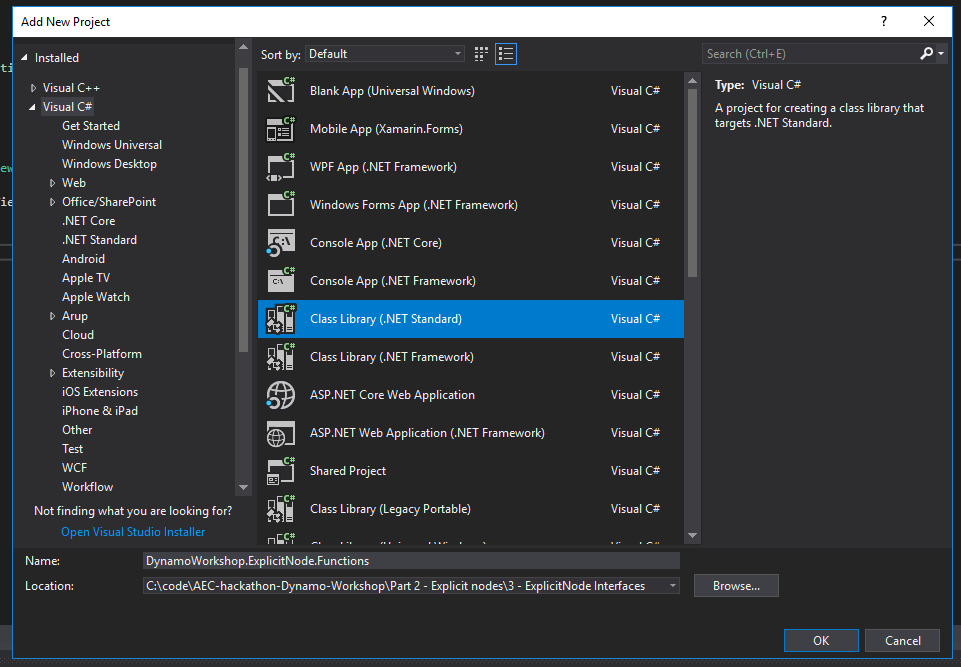 Add New Project
?
Installed
Visual C++
Visual C#
Get Started
Windows Universal
Windows Desktop
Web
Office/SharePoint
.NET Core
.NET Standard
Android
Apple TV
Apple Watch
Arup
Cloud
Cross-Platform
Extensibility
iOS Extensions
iPhone & iPad
Other
Test
WCF
Workflow
Not finding what you are looking for?
Open Visual Studio Installer
Sort by: Default
Blank App (Universal Windows) Visual C#
Mobile App (Xamarin.Forms) Visual C#
WPF App (.NET Framework) Visual C#
Windows Forms App (.NET Framework) Visual C#
Console App (.NET Core) Visual C#
Console App (.NET Framework) Visual C#
Class Library (.NET Standard) Visual C#
Class Library (.NET Framework) Visual C#
ASP.NET Core Web Application Visual C#
ASP.NET Web Application (.NET Framework) Visual C#
Shared Project Visual C#
Class Library (Legacy Portable) Visual C#
Search (Ctrl+E)
Type: Visual C#
A project for creating a class library that
targets .NET Standard.
Name: DynamoWorkshop.ExplicitNode.Functions
Location: C:\code\AEC-hackathon-Dynamo-Workshop\Part 2 - Explicit nodes\3 - ExplicitNode Interfaces
Browse...
OK
Cancel